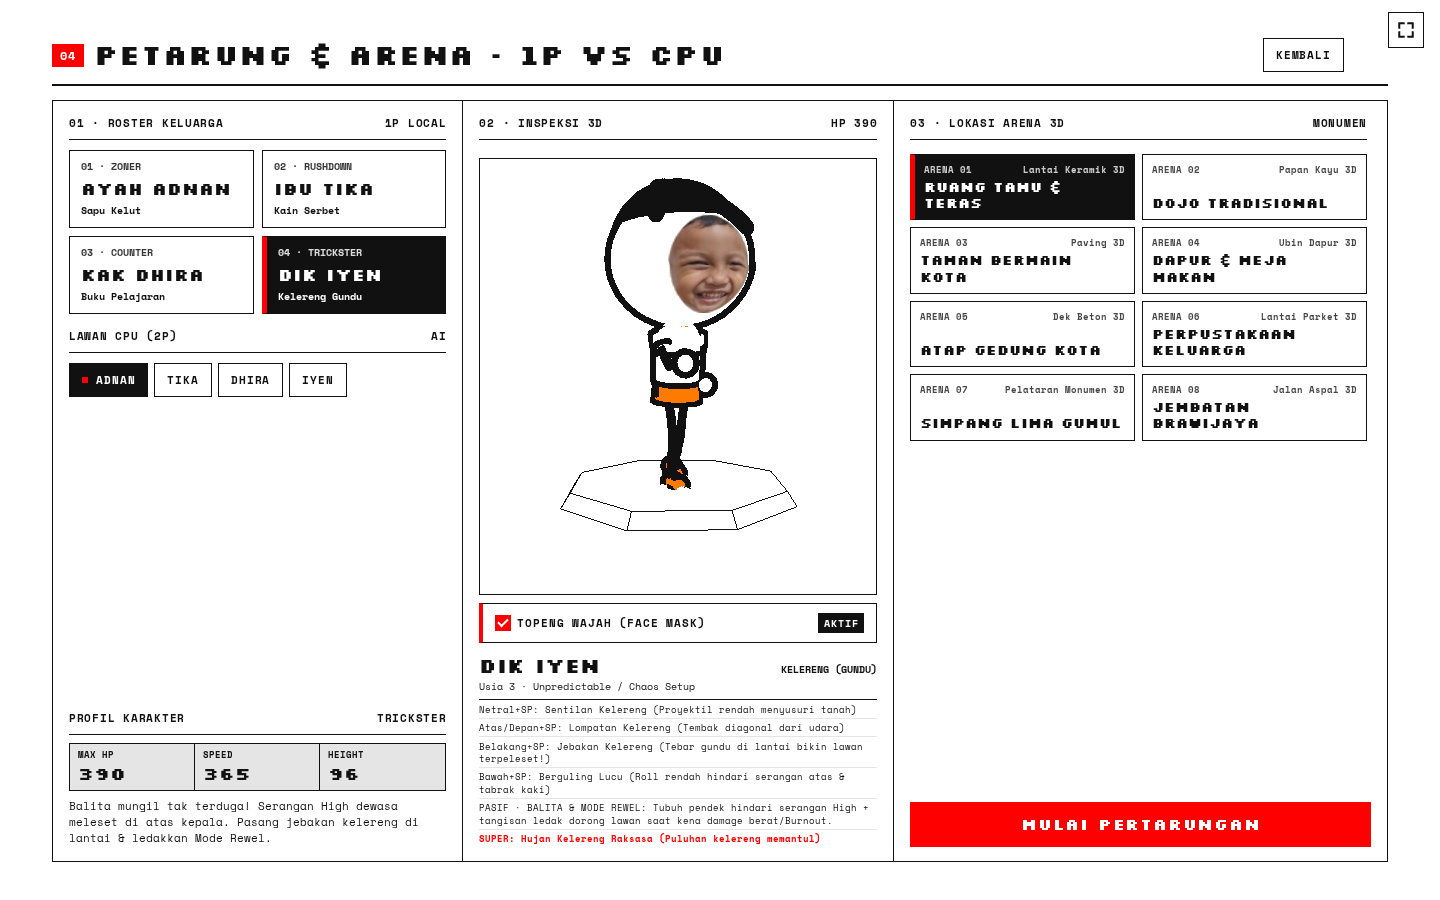 04 PETARUNG & ARENA - 1P VS CPU
KEMBALI
01 · ROSTER KELUARGA 1P LOCAL
01 · ZONER
AYAH ADNAN
Sapu Kelut
02 · RUSHDOWN
IBU TIKA
Kain Serbet
03 · COUNTER
KAK DHIRA
Buku Pelajaran
04 · TRICKSTER
DIK IYEN
Kelereng Gundu
LAWAN CPU (2P) AI
ADNAN TIKA DHIRA IYEN
PROFIL KARAKTER TRICKSTER
MAX HP
390
SPEED
365
HEIGHT
96
Balita mungil tak terduga! Serangan High dewasa
meleset di atas kepala. Pasang jebakan kelereng di
lantai & ledakkan Mode Rewel.
02 · INSPEKSI 3D HP 390
TOPENG WAJAH (FACE MASK) AKTIF
DIK IYEN KELERENG (GUNDU)
Usia 3 · Unpredictable / Chaos Setup
Netral+SP: Sentilan Kelereng (Proyektil rendah menyusuri tanah)
Atas/Depan+SP: Lompatan Kelereng (Tembak diagonal dari udara)
Belakang+SP: Jebakan Kelereng (Tebar gundu di lantai bikin lawan
terpeleset!)
Bawah+SP: Berguling Lucu (Roll rendah hindari serangan atas &
tabrak kaki)
PASIF · BALITA & MODE REWEL: Tubuh pendek hindari serangan High +
tangisan ledak dorong lawan saat kena damage berat/Burnout.
SUPER: Hujan Kelereng Raksasa (Puluhan kelereng memantul)
03 · LOKASI ARENA 3D MONUMEN
ARENA 01 Lantai Keramik 3D
RUANG TAMU &
TERAS
ARENA 02 Papan Kayu 3D
DOJO TRADISIONAL
ARENA 03 Paving 3D
TAMAN BERMAIN
KOTA
ARENA 04 Ubin Dapur 3D
DAPUR & MEJA
MAKAN
ARENA 05 Dek Beton 3D
ATAP GEDUNG KOTA
ARENA 06 Lantai Parket 3D
PERPUSTAKAAN
KELUARGA
ARENA 07 Pelataran Monumen 3D
SIMPANG LIMA GUMUL
ARENA 08 Jalan Aspal 3D
JEMBATAN
BRAWIJAYA
MULAI PERTARUNGAN